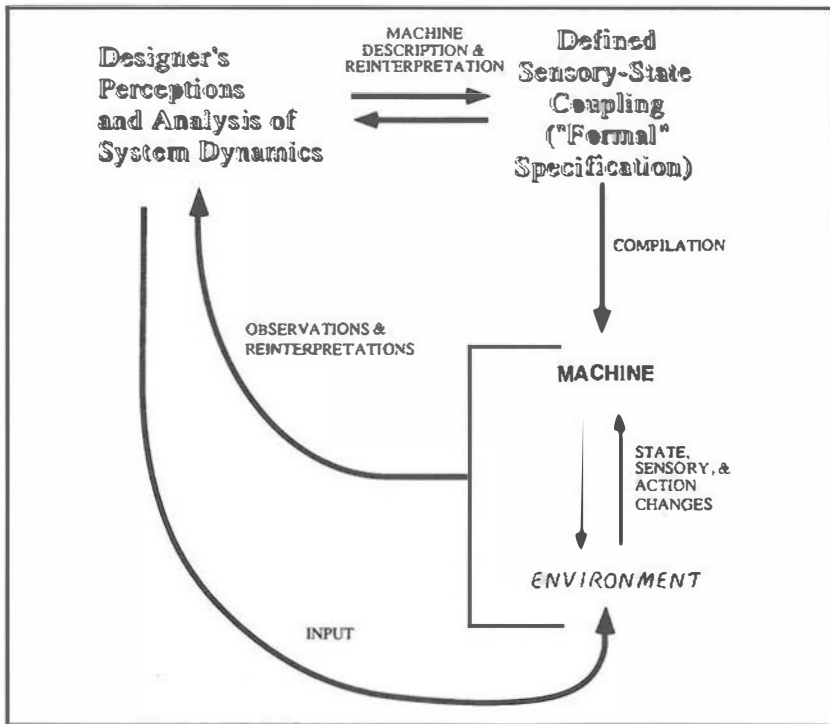 Designer's
Perceptions
and Analysis of
System Dynamics
MACHINE
DESCRIPTION &
REINTERPRETATION
Defined
Sensory-State
Coupling
("Formal"
Specification)
COMPILATION
OBSERVATIONS &
REINTERPRETATIONS
MACHINE
STATE,
SENSORY, &
ACTION
CHANGES
ENVIRONMENT
INPUT